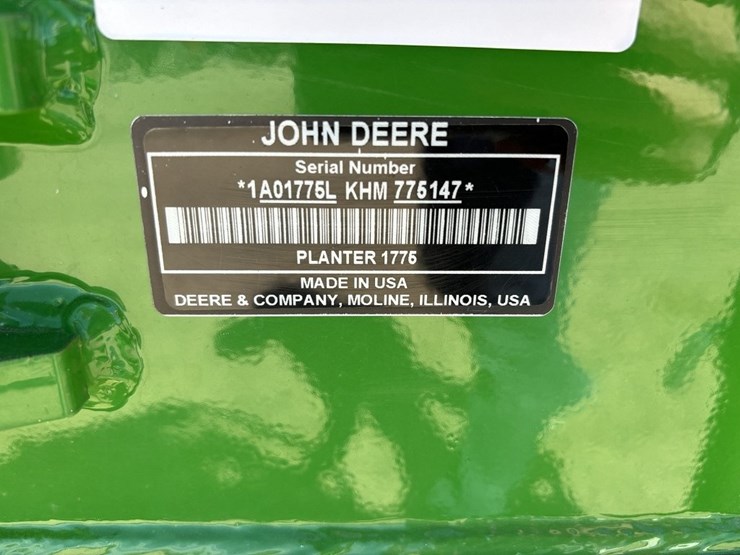 JOHN DEERE
Serial Number
*1A01775L KHM 775147*
PLANTER 1775
MADE IN USA
DEERE & COMPANY, MOLINE, ILLINOIS, USA